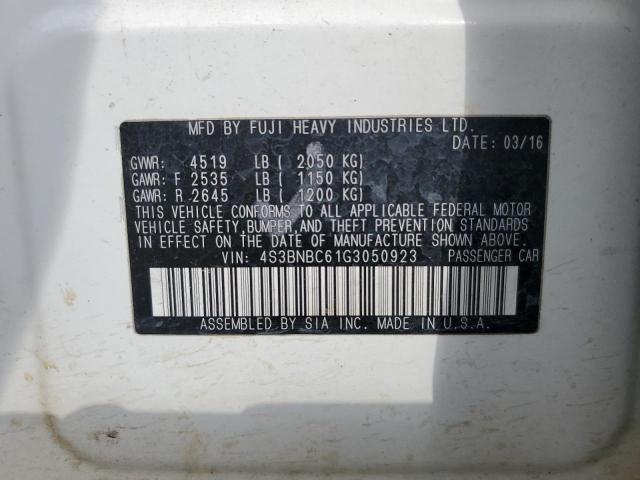 MFD BY FUJI HEAVY INDUSTRIES LTD.
DATE: 03/16
GVWR: 4519 LB ( 2050 KG)
GAWR: F 2535 LB ( 1150 KG)
GAWR: R 2645 LB ( 1200 KG)
THIS VEHICLE CONFORMS TO ALL APPLICABLE FEDERAL MOTOR
VEHICLE SAFETY, BUMPER, AND THEFT PREVENTION STANDARDS
IN EFFECT ON THE DATE OF MANUFACTURE SHOWN ABOVE.
VIN: 4S3BNBC61G3050923 PASSENGER CAR
ASSEMBLED BY SIA INC. MADE IN U.S.A.